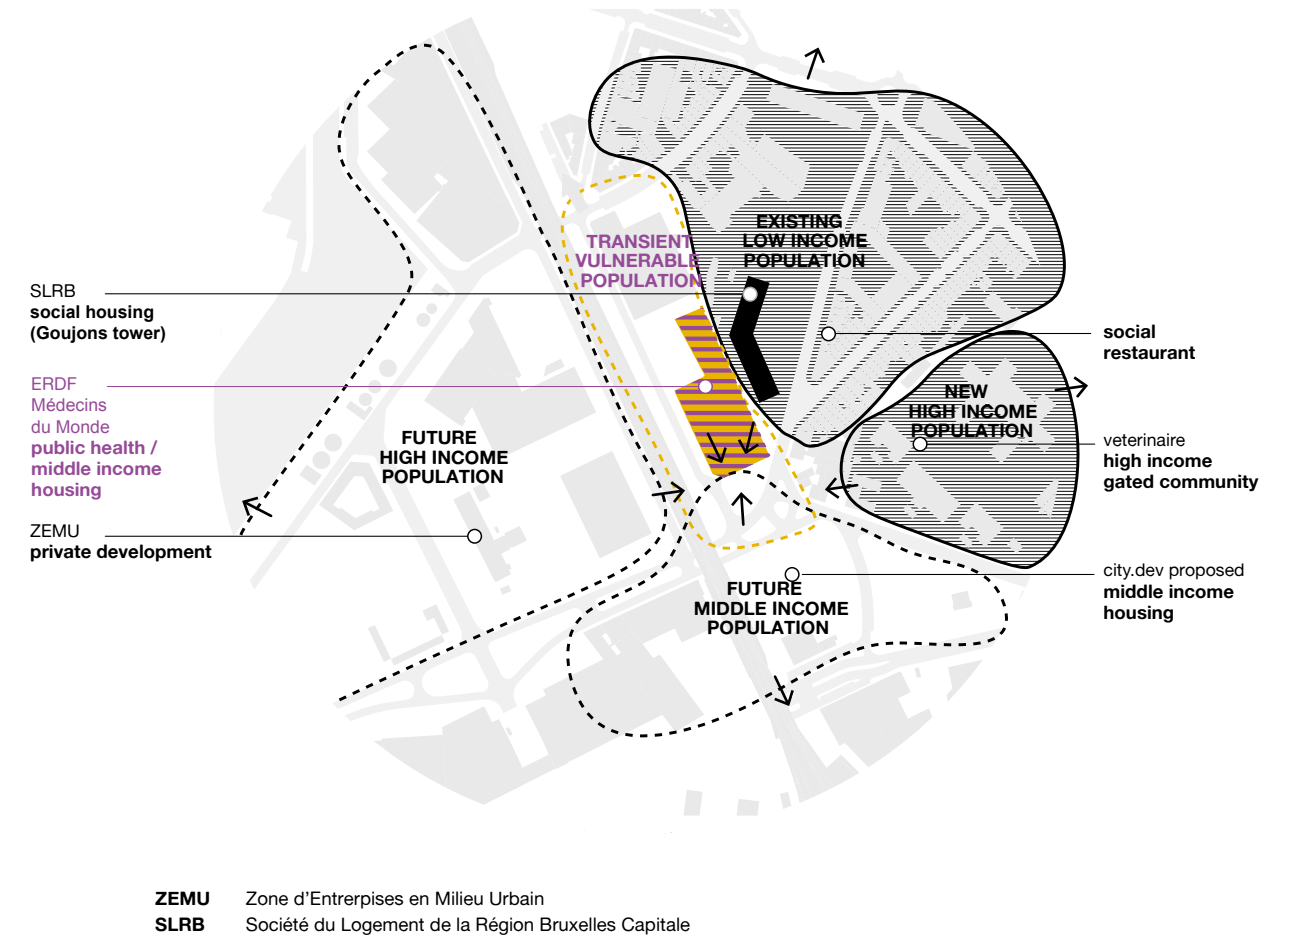 EXISTING
LOW INCOME
POPULATION
TRANSIENT
VULNERABLE
POPULATION
SLRB
social housing
(Goujons tower)
social
restaurant
ERDF
Médecins
du Monde
public health /
middle income
housing
NEW
HIGH INCOME
POPULATION
FUTURE
HIGH INCOME
POPULATION
veterinaire
high income
gated community
ZEMU
private development
city.dev proposed
middle income
housing
FUTURE
MIDDLE INCOME
POPULATION
ZEMU Zone d'Entrerpises en Milieu Urbain
SLRB Société du Logement de la Région Bruxelles Capitale